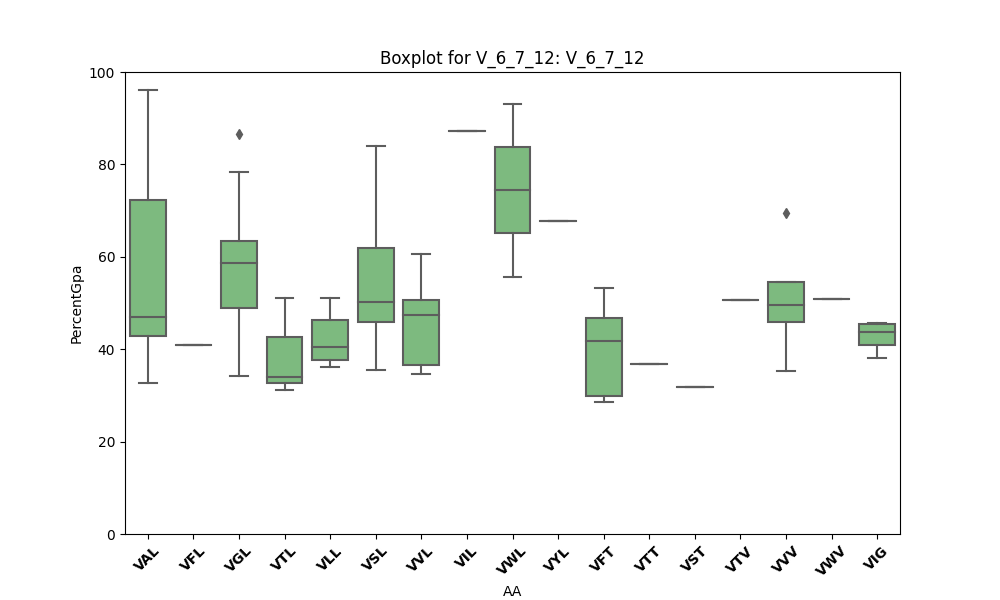 Boxplot for V_6_7_12: V_6_7_12
100
80
60
40
20
0
PercentGpa
VAL VFL VGL VTL VLL VSL VVL VIL VWL VYL VFT VTT VST VTV VVV VWV VIG
AA